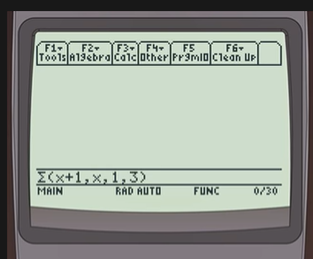 F1▾ F2▾ F3▾ F4▾ F5 F6▾
Tools Algebra Calc Other PrgmIO Clean Up
Σ(x+1,x,1,3)
MAIN RAD AUTO FUNC 0/30